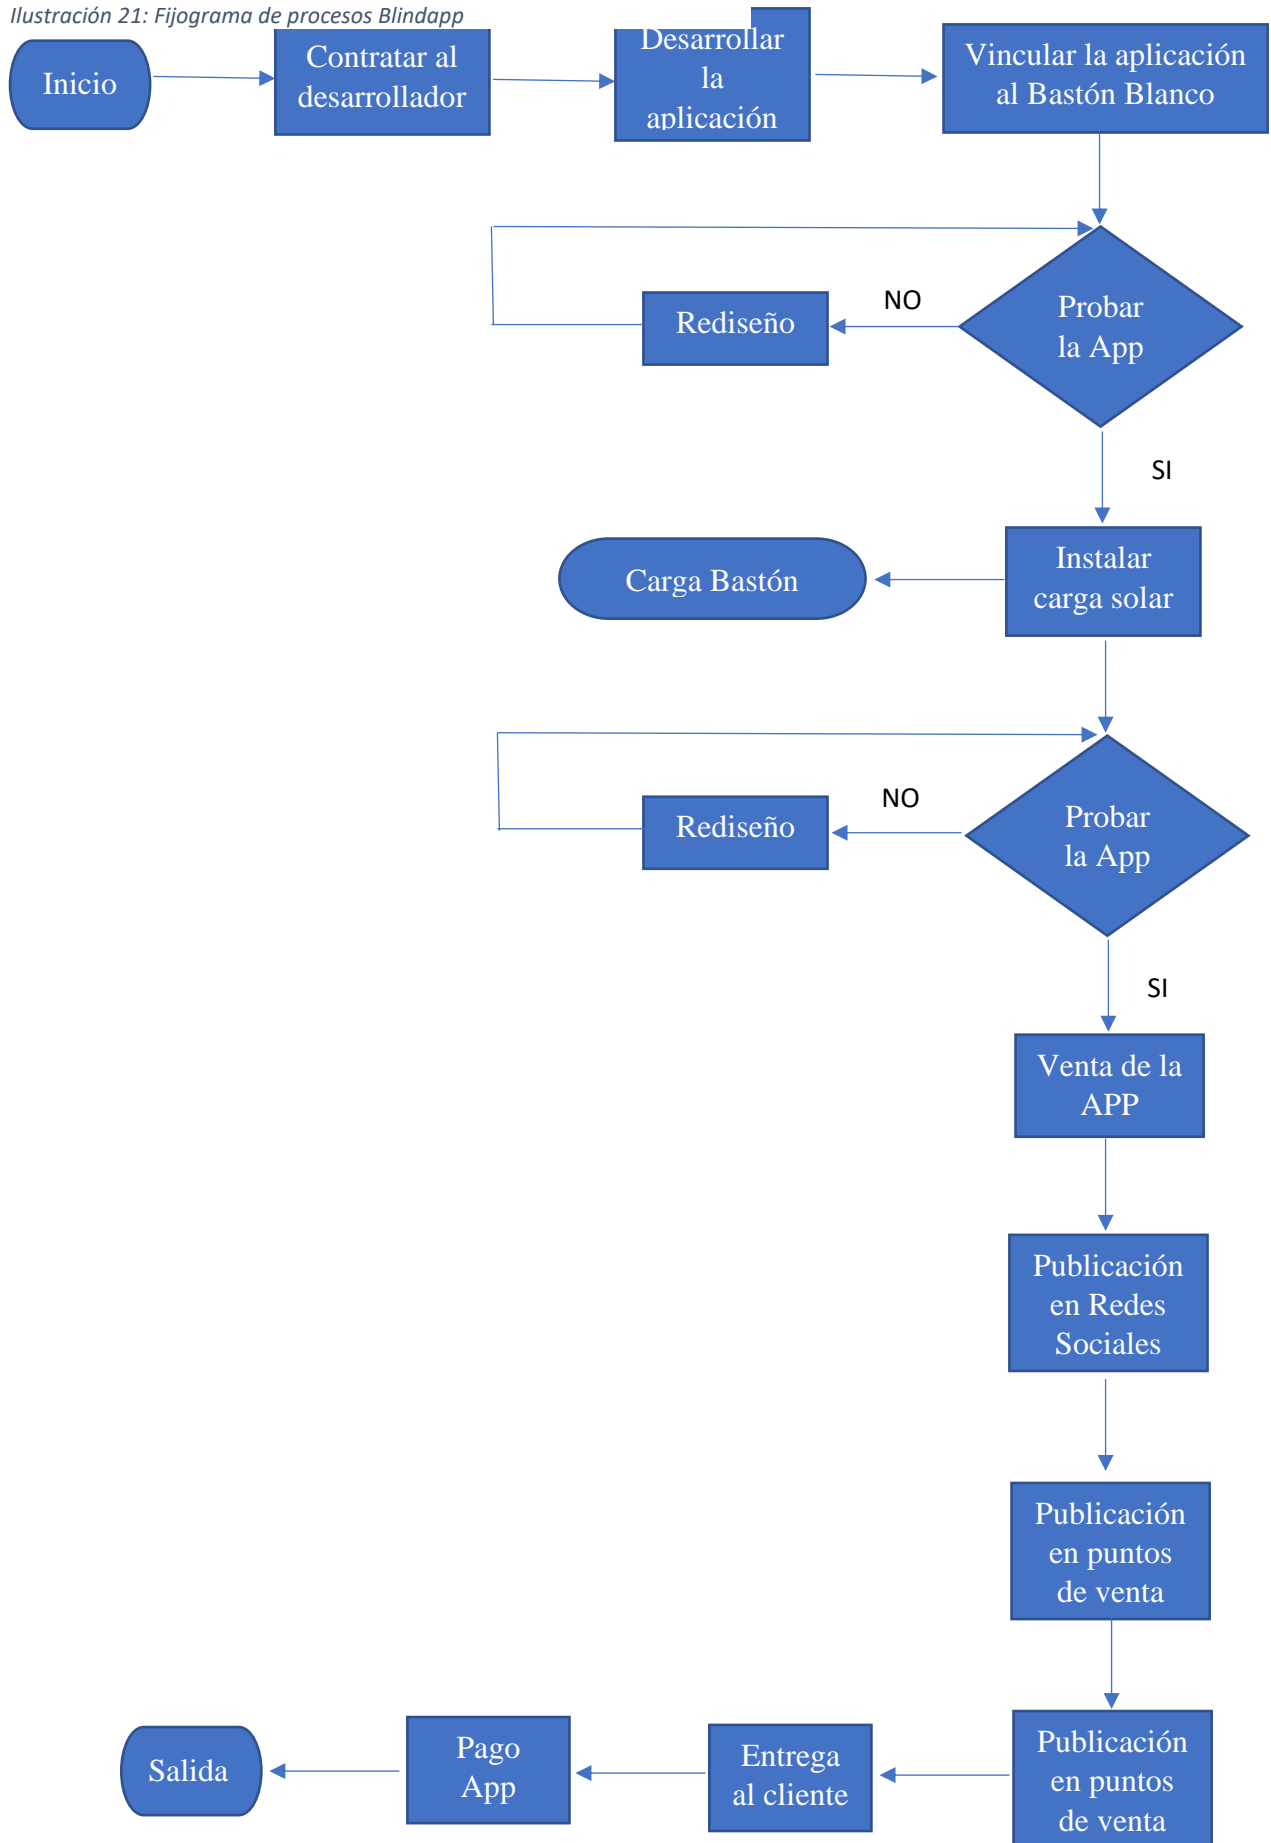 Ilustración 21: Fijograma de procesos Blindapp
Inicio
Contratar al
desarrollador
Desarrollar
la
aplicación
Vincular la aplicación
al Bastón Blanco
Probar
la App
NO
Rediseño
SI
Instalar
carga solar
Carga Bastón
Probar
la App
NO
Rediseño
SI
Venta de la
APP
Publicación
en Redes
Sociales
Publicación
en puntos
de venta
Publicación
en puntos
de venta
Entrega
al cliente
Pago
App
Salida